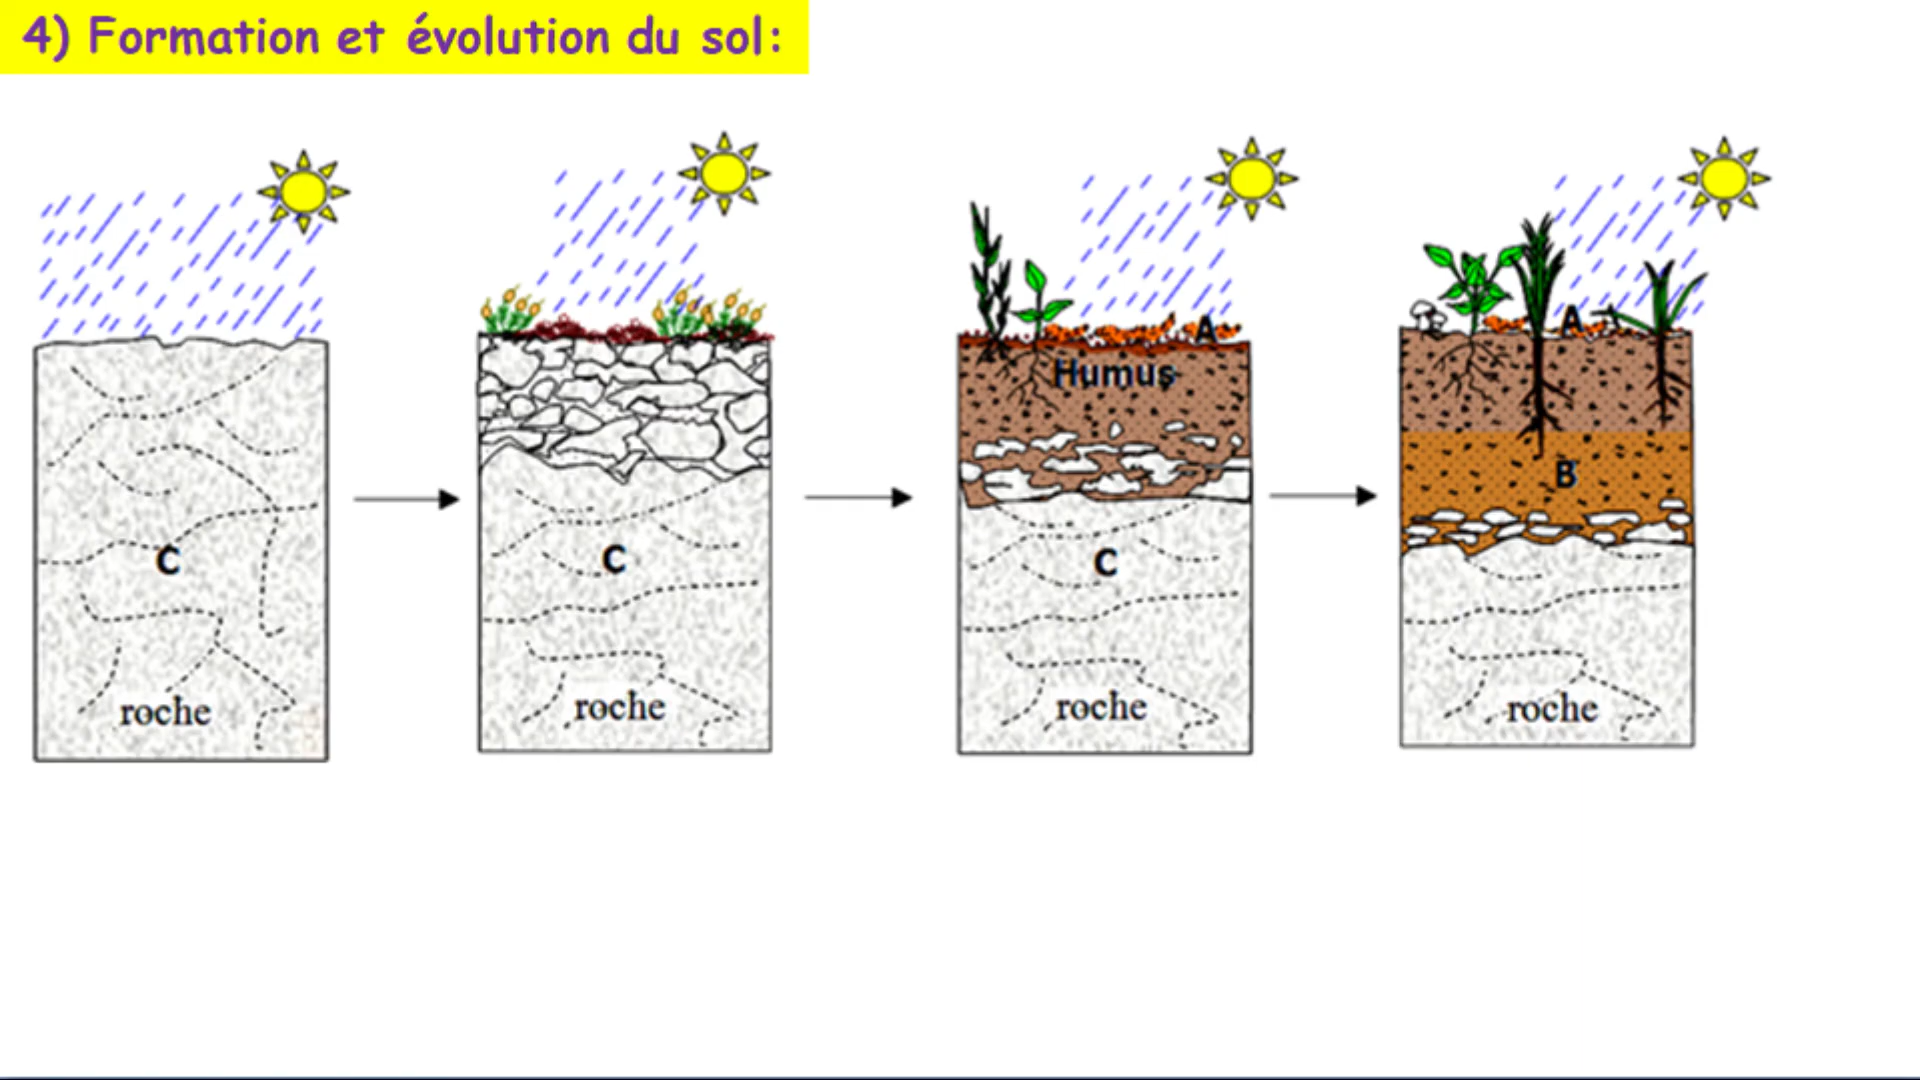 4) Formation et évolution du sol:
C
roche
C
roche
A
Humus
C
roche
A
B
roche